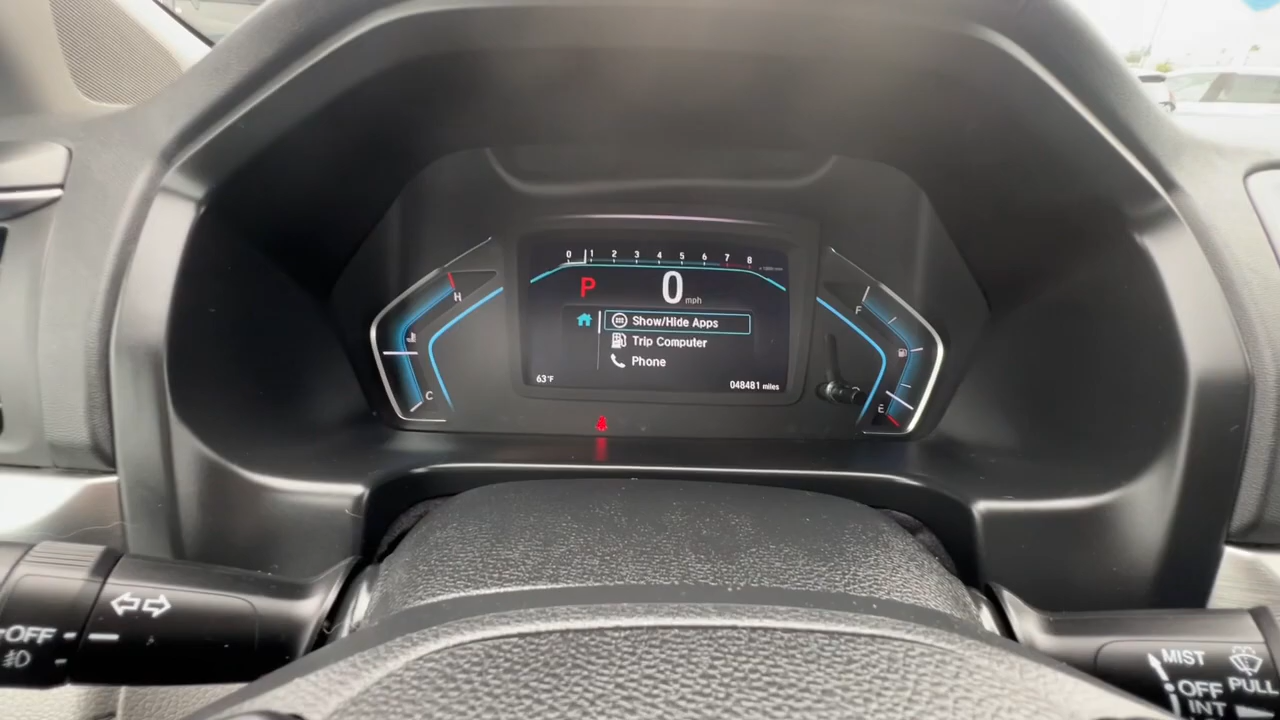 0 1 2 3 4 5 6 7 8
P 0 mph
Show/Hide Apps
Trip Computer
Phone
63°F
048481 miles
H
C
F
E
OFF
MIST
OFF
INT
PULL